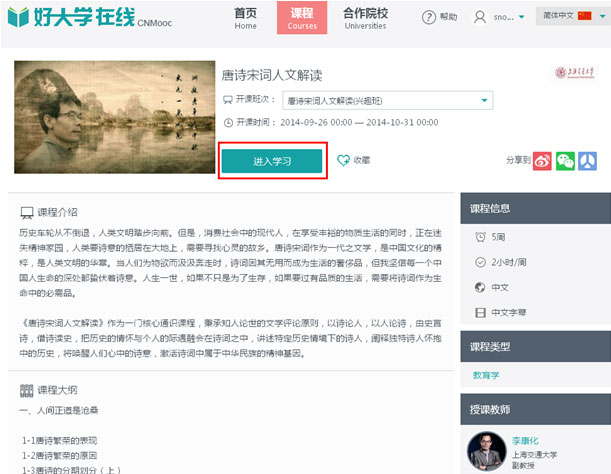 好大学在线 CNMooc
首页
Home
课程
Courses
合作院校
Universities
帮助
sno...
简体中文
唐诗宋词人文解读
上海交通大学
开课班次：
唐诗宋词人文解读(兴趣班)
开课时间： 2014-09-26 00:00 — 2014-10-31 00:00
进入学习
收藏
分享到
课程介绍
历史车轮从不倒退，人类文明踏步向前。但是，消费社会中的现代人，在享受丰裕的物质生活的同时，正在迷
失精神家园，人类要诗意的栖居在大地上，需要寻找心灵的故乡。唐诗宋词作为一代之文学，是中国文化的精
粹，是人类文明的华章。当人们为物欲而汲汲奔走时，诗词因其无用而成为生活的奢侈品，但我坚信每一个中
国人生命的深处都蛰伏着诗意。人生一世，如果不只是为了生存，如果要过有品质的生活，需要将诗词作为生
命中的必需品。
《唐诗宋词人文解读》作为一门核心通识课程，秉承知人论世的文学评论原则，以诗论人，以人论诗，由史言
诗，借诗读史，把历史的情怀与个人的际遇融会在诗词之中，讲述特定历史情境下的诗人，阐释独特诗人怀抱
中的历史，将唤醒人们心中的诗意，激活诗词中属于中华民族的精神基因。
课程大纲
一、人间正道是沧桑
1-1唐诗繁荣的表现
1-2唐诗繁荣的原因
1-3唐诗的分期划分（上）
课程信息
5周
2小时/周
中文
中文字幕
课程类型
教育学
授课教师
李康化
上海交通大学
副教授